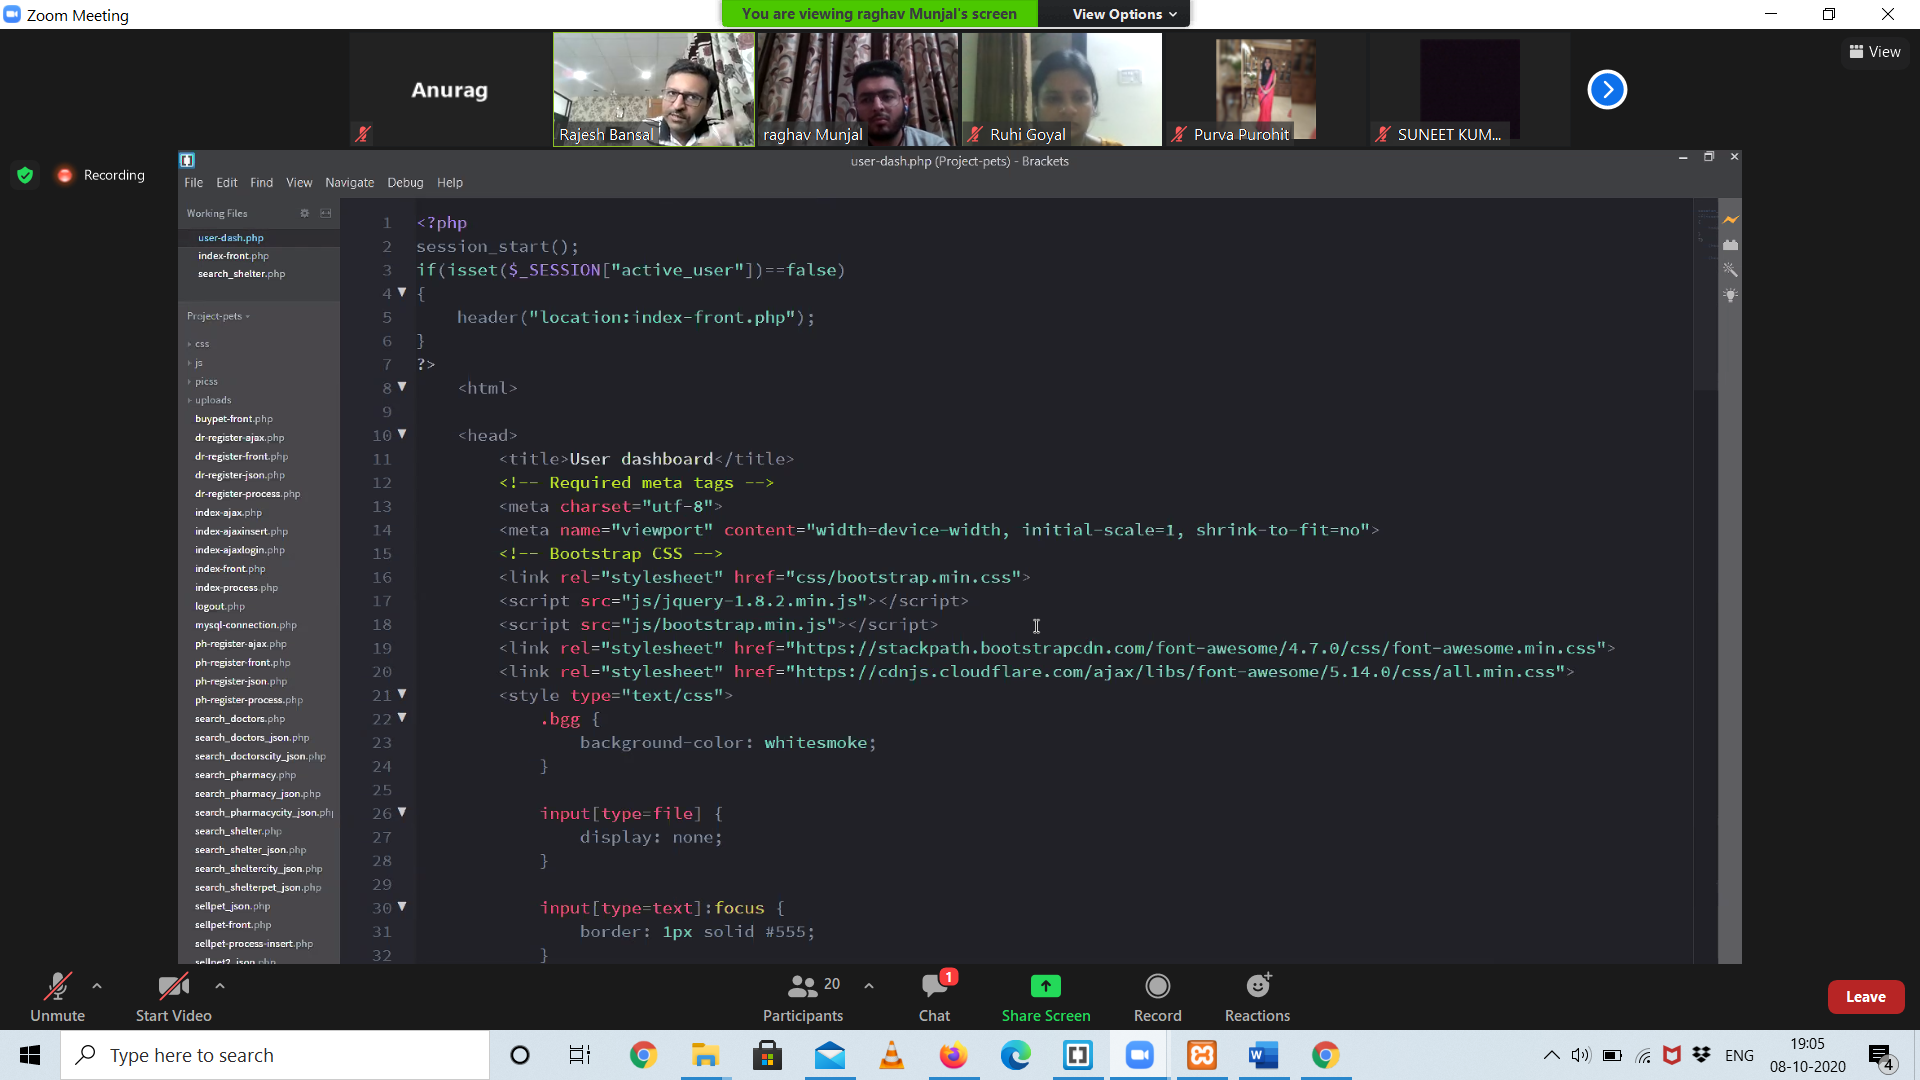 Zoom Meeting
You are viewing raghav Munjal's screen
View Options
View
Anurag
Rajesh Bansal
raghav Munjal
Ruhi Goyal
Purva Purohit
SUNEET KUM...
Recording
user-dash.php (Project-pets) - Brackets
File Edit Find View Navigate Debug Help
Working Files
user-dash.php
index-front.php
search_shelter.php
Project-pets
css
js
picss
uploads
buypet-front.php
dr-register-ajax.php
dr-register-front.php
dr-register-json.php
dr-register-process.php
index-ajax.php
index-ajaxinsert.php
index-ajaxlogin.php
index-front.php
index-process.php
logout.php
mysql-connection.php
ph-register-ajax.php
ph-register-front.php
ph-register-json.php
ph-register-process.php
search_doctors.php
search_doctors_json.php
search_doctorscity_json.php
search_pharmacy.php
search_pharmacy_json.php
search_pharmacycity_json.php
search_shelter.php
search_shelter_json.php
search_sheltercity_json.php
search_shelterpet_json.php
sellpet_json.php
sellpet-front.php
sellpet-process-insert.php
sellpet2_json.php
1 <?php
2 session_start();
3 if(isset($_SESSION["active_user"])==false)
4 {
5 header("location:index-front.php");
6 }
7 ?>
8 <html>
9
10 <head>
11 <title>User dashboard</title>
12 <!-- Required meta tags -->
13 <meta charset="utf-8">
14 <meta name="viewport" content="width=device-width, initial-scale=1, shrink-to-fit=no">
15 <!-- Bootstrap CSS -->
16 <link rel="stylesheet" href="css/bootstrap.min.css">
17 <script src="js/jquery-1.8.2.min.js"></script>
18 <script src="js/bootstrap.min.js"></script>
19 <link rel="stylesheet" href="https://stackpath.bootstrapcdn.com/font-awesome/4.7.0/css/font-awesome.min.css">
20 <link rel="stylesheet" href="https://cdnjs.cloudflare.com/ajax/libs/font-awesome/5.14.0/css/all.min.css">
21 <style type="text/css">
22 .bgg {
23 background-color: whitesmoke;
24 }
25
26 input[type=file] {
27 display: none;
28 }
29
30 input[type=text]:focus {
31 border: 1px solid #555;
32 }
Unmute
Start Video
20
Participants
1
Chat
Share Screen
Record
Reactions
Leave
Type here to search
ENG
19:05
08-10-2020
4